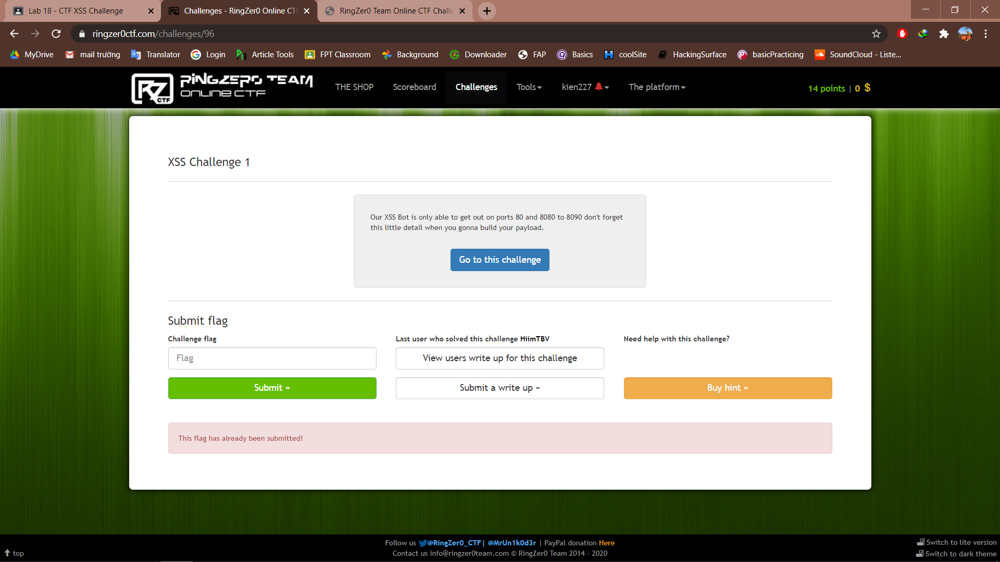 Lab 18 - CTF XSS Challenge
Challenges - RingZer0 Online CT
RingZer0 Team Online CTF Challe
ringzer0ctf.com/challenges/96
MyDrive mail trường Translator Login Article Tools FPT Classroom Background Downloader FAP Basics coolSite HackingSurface basicPracticing SoundCloud - Liste...
RZ CTF
RiNGZER0 TEAM
ONLINE CTF
THE SHOP Scoreboard Challenges Tools kien227 The platform
14 points | 0 $
XSS Challenge 1
Our XSS Bot is only able to get out on ports 80 and 8080 to 8090 don't forget
this little detail when you gonna build your payload.
Go to this challenge
Submit flag
Challenge flag
Flag
Submit »
Last user who solved this challenge HiimTBV
View users write up for this challenge
Submit a write up »
Need help with this challenge?
Buy hint »
This flag has already been submitted!
Follow us @RingZer0_CTF| @MrUn1k0d3r | PayPal donation Here
Contact us info@ringzer0team.com © RingZer0 Team 2014 - 2020
top
Switch to lite version
Switch to dark theme